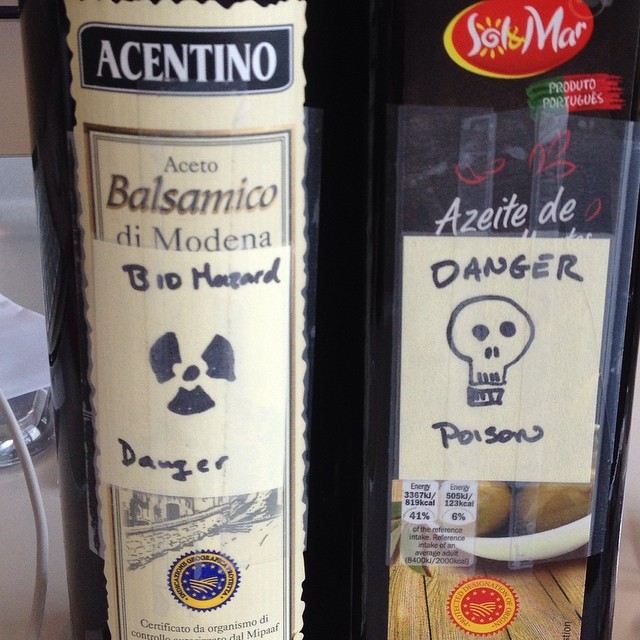 ACENTINO
Aceto
Balsamico
di Modena
BIO Hazard
Danger
Certificato da organismo di
controllo autorizzato dal Mipaaf
Sol&Mar
PRODUTO
PORTUGUÊS
Azeite de
DANGER
POISON
Energy
3367kJ/
819kcal
41%
Energy
505kJ/
123kcal
6%
of the reference
intake. Reference
intake of an
average adult
(8400kJ/2000kcal)